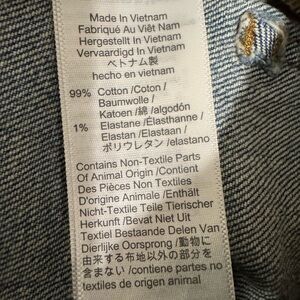 Made In Vietnam
Fabriqué Au Viêt Nam
Hergestellt In Vietnam
Vervaardigd In Vietnam
ベトナム製
hecho en vietnam
99% Cotton /Coton /
Baumwolle /
Katoen /綿 /algodón
1% Elastane /Élasthanne /
Elastan /Elastaan /
ポリウレタン /elastano
Contains Non-Textile Parts
Of Animal Origin /Contient
Des Pièces Non Textiles
D'origine Animale /Enthält
Nicht-Textile Teile Tierischer
Herkunft /Bevat Niet Uit
Textiel Bestaande Delen Van
Dierlijke Oorsprong /動物に
由来する布地以外の部分を
含まない /contiene partes no
textiles de origen animal